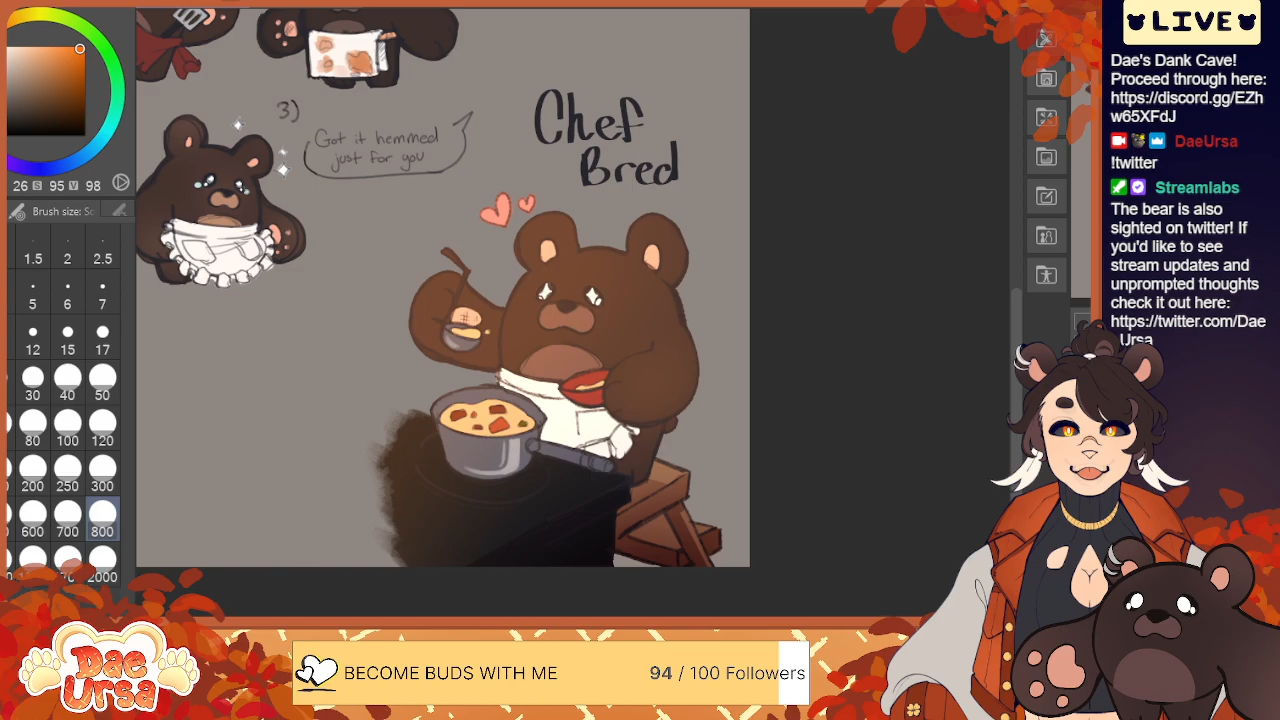 LIVE
Dae's Dank Cave!
Proceed through here:
https://discord.gg/EZh
w65XFdJ
DaeUrsa
!twitter
Streamlabs
The bear is also
sighted on twitter! If
you'd like to see
stream updates and
unprompted thoughts
check it out here:
https://twitter.com/Dae
Ursa
3)
Got it hemmed
just for you
Chef
Bred
26 S 95 V 98
Brush size: Sc
1.5 2 2.5
5 6 7
12 15 17
30 40 50
80 100 120
200 250 300
600 700 800
2000
Dae
Ursa
BECOME BUDS WITH ME
94 / 100 Followers